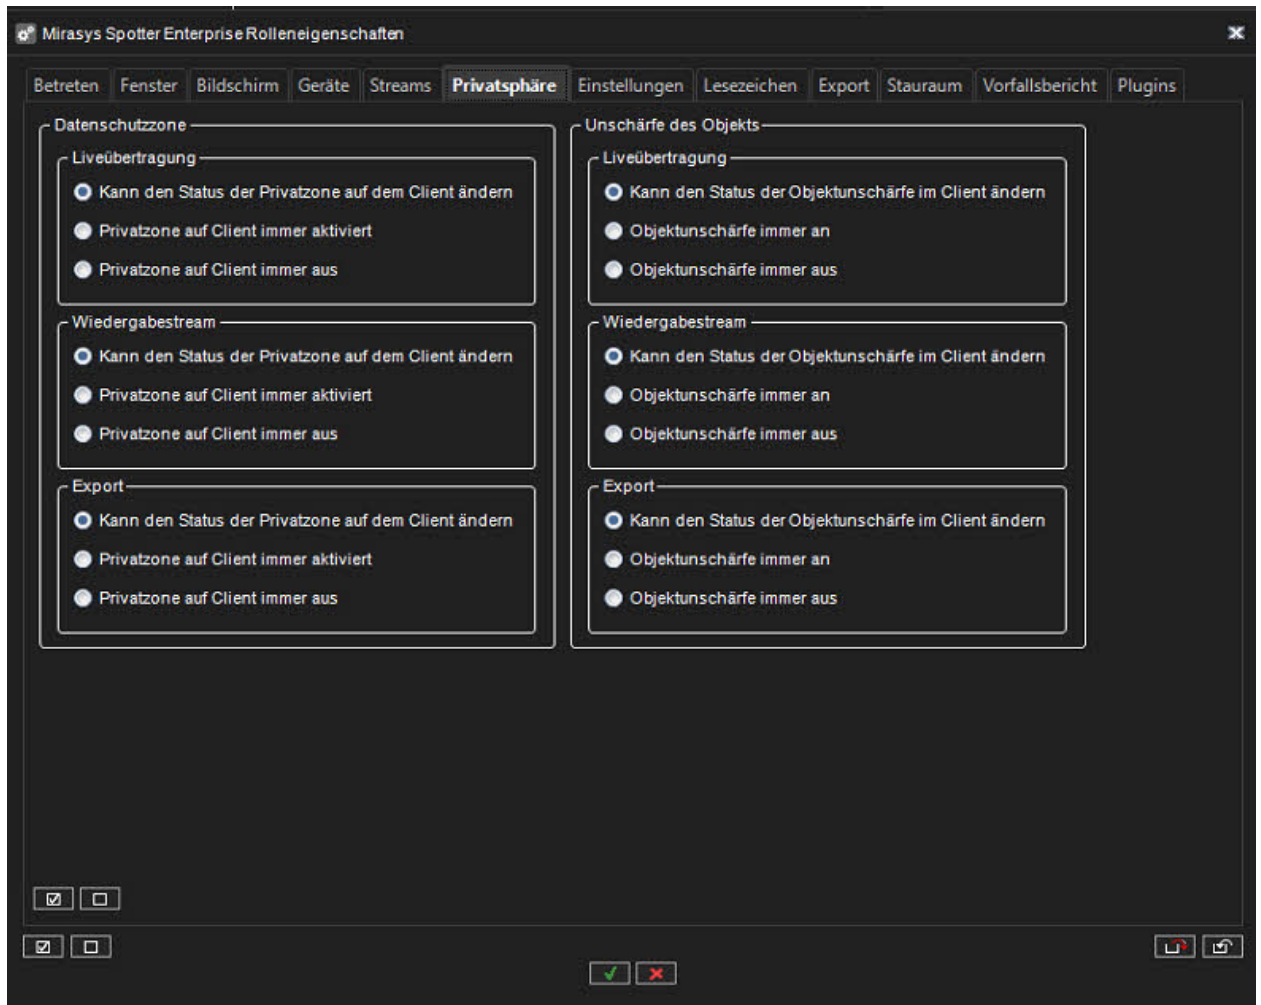 Mirasys Spotter Enterprise Rolleneigenschaften
Betreten Fenster Bildschirm Geräte Streams Privatsphäre Einstellungen Lesezeichen Export Stauraum Vorfallsbericht Plugins
Datenschutzzone
Liveübertragung
Kann den Status der Privatzone auf dem Client ändern
Privatzone auf Client immer aktiviert
Privatzone auf Client immer aus
Wiedergabestream
Kann den Status der Privatzone auf dem Client ändern
Privatzone auf Client immer aktiviert
Privatzone auf Client immer aus
Export
Kann den Status der Privatzone auf dem Client ändern
Privatzone auf Client immer aktiviert
Privatzone auf Client immer aus
Unschärfe des Objekts
Liveübertragung
Kann den Status der Objektunschärfe im Client ändern
Objektunschärfe immer an
Objektunschärfe immer aus
Wiedergabestream
Kann den Status der Objektunschärfe im Client ändern
Objektunschärfe immer an
Objektunschärfe immer aus
Export
Kann den Status der Objektunschärfe im Client ändern
Objektunschärfe immer an
Objektunschärfe immer aus